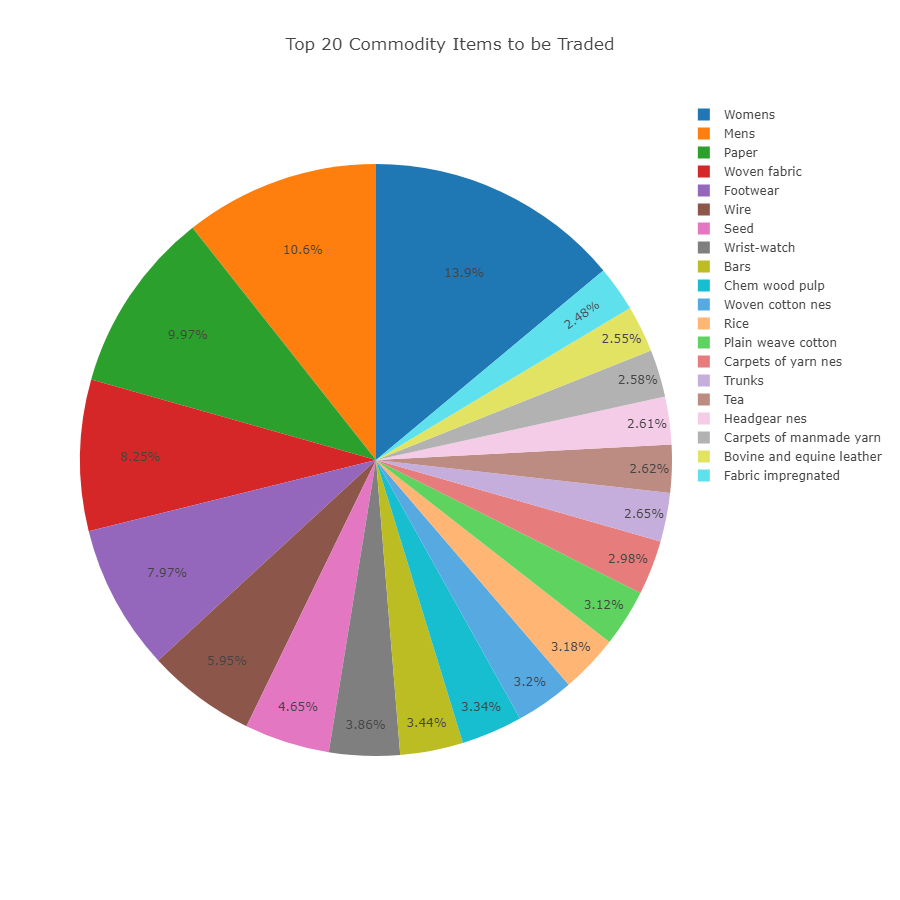 Top 20 Commodity Items to be Traded
Womens
Mens
Paper
Woven fabric
Footwear
Wire
Seed
Wrist-watch
Bars
Chem wood pulp
Woven cotton nes
Rice
Plain weave cotton
Carpets of yarn nes
Trunks
Tea
Headgear nes
Carpets of manmade yarn
Bovine and equine leather
Fabric impregnated
13.9%
10.6%
9.97%
8.25%
7.97%
5.95%
4.65%
3.86%
3.44%
3.34%
3.2%
3.18%
3.12%
2.98%
2.65%
2.62%
2.61%
2.58%
2.55%
2.48%